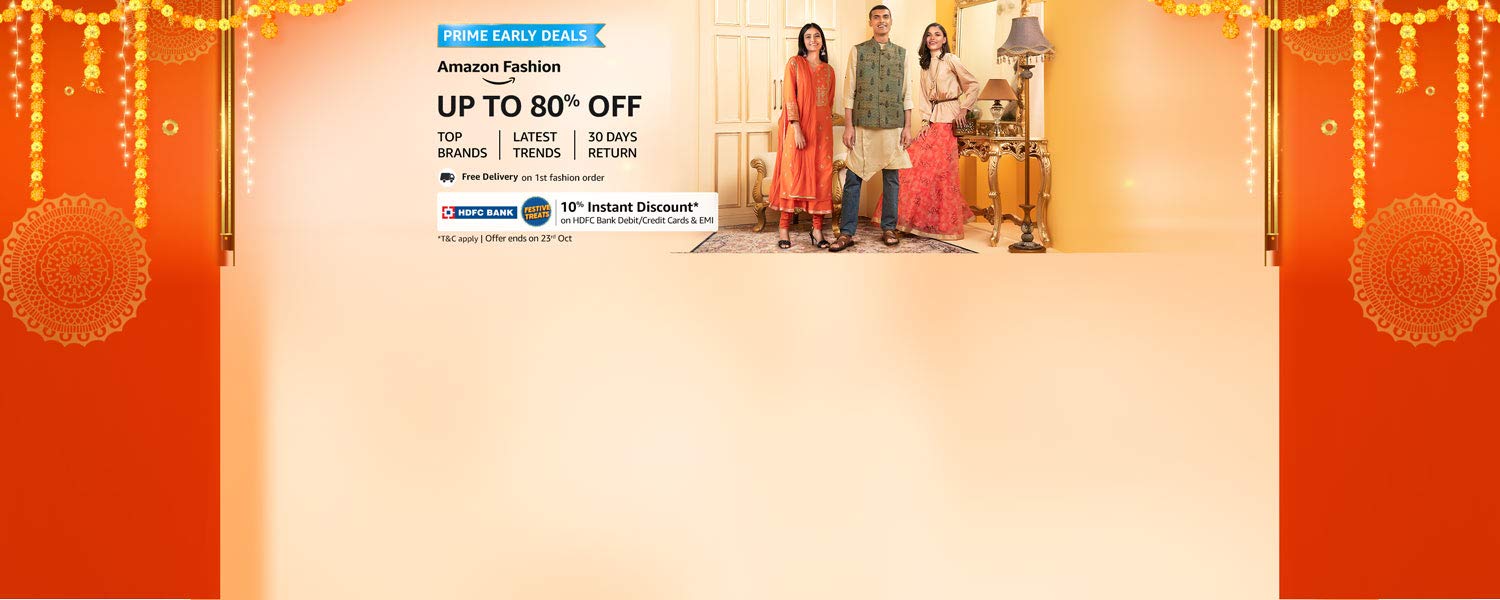 PRIME EARLY DEALS
Amazon Fashion
UP TO 80% OFF
TOP BRANDS | LATEST TRENDS | 30 DAYS RETURN
Free Delivery on 1st fashion order
HDFC BANK FESTIVE TREATS 10% Instant Discount*
on HDFC Bank Debit/Credit Cards & EMI
*T&C apply | Offer ends on 23rd Oct